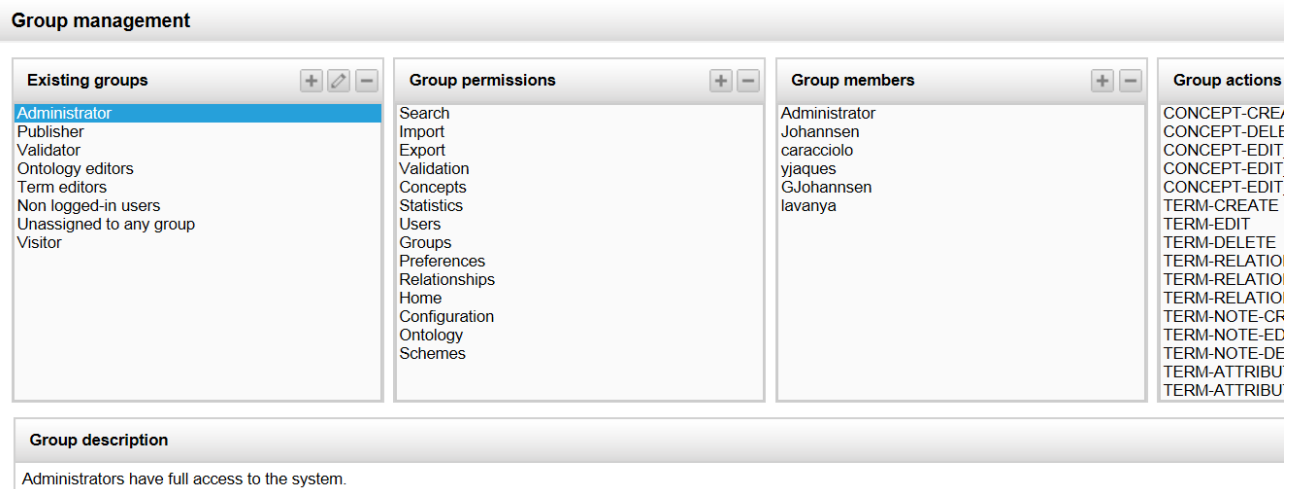 Group management
Existing groups
Administrator
Publisher
Validator
Ontology editors
Term editors
Non logged-in users
Unassigned to any group
Visitor
Group permissions
Search
Import
Export
Validation
Concepts
Statistics
Users
Groups
Preferences
Relationships
Home
Configuration
Ontology
Schemes
Group members
Administrator
Johannsen
caracciolo
yjaques
GJohannsen
lavanya
Group actions
CONCEPT-CREA
CONCEPT-DELE
CONCEPT-EDIT
CONCEPT-EDIT
CONCEPT-EDIT
TERM-CREATE
TERM-EDIT
TERM-DELETE
TERM-RELATIO
TERM-RELATIO
TERM-RELATIO
TERM-NOTE-CR
TERM-NOTE-ED
TERM-NOTE-DE
TERM-ATTRIBU
TERM-ATTRIBU
Group description
Administrators have full access to the system.